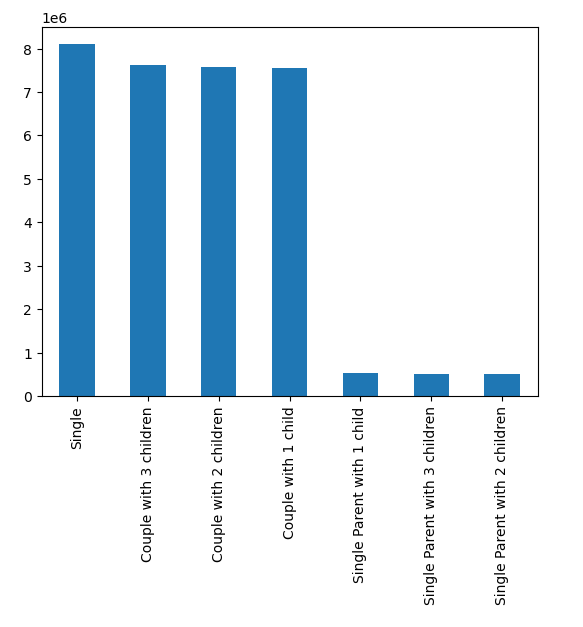 1e6
8
7
6
5
4
3
2
1
0
Single
Couple with 3 children
Couple with 2 children
Couple with 1 child
Single Parent with 1 child
Single Parent with 3 children
Single Parent with 2 children